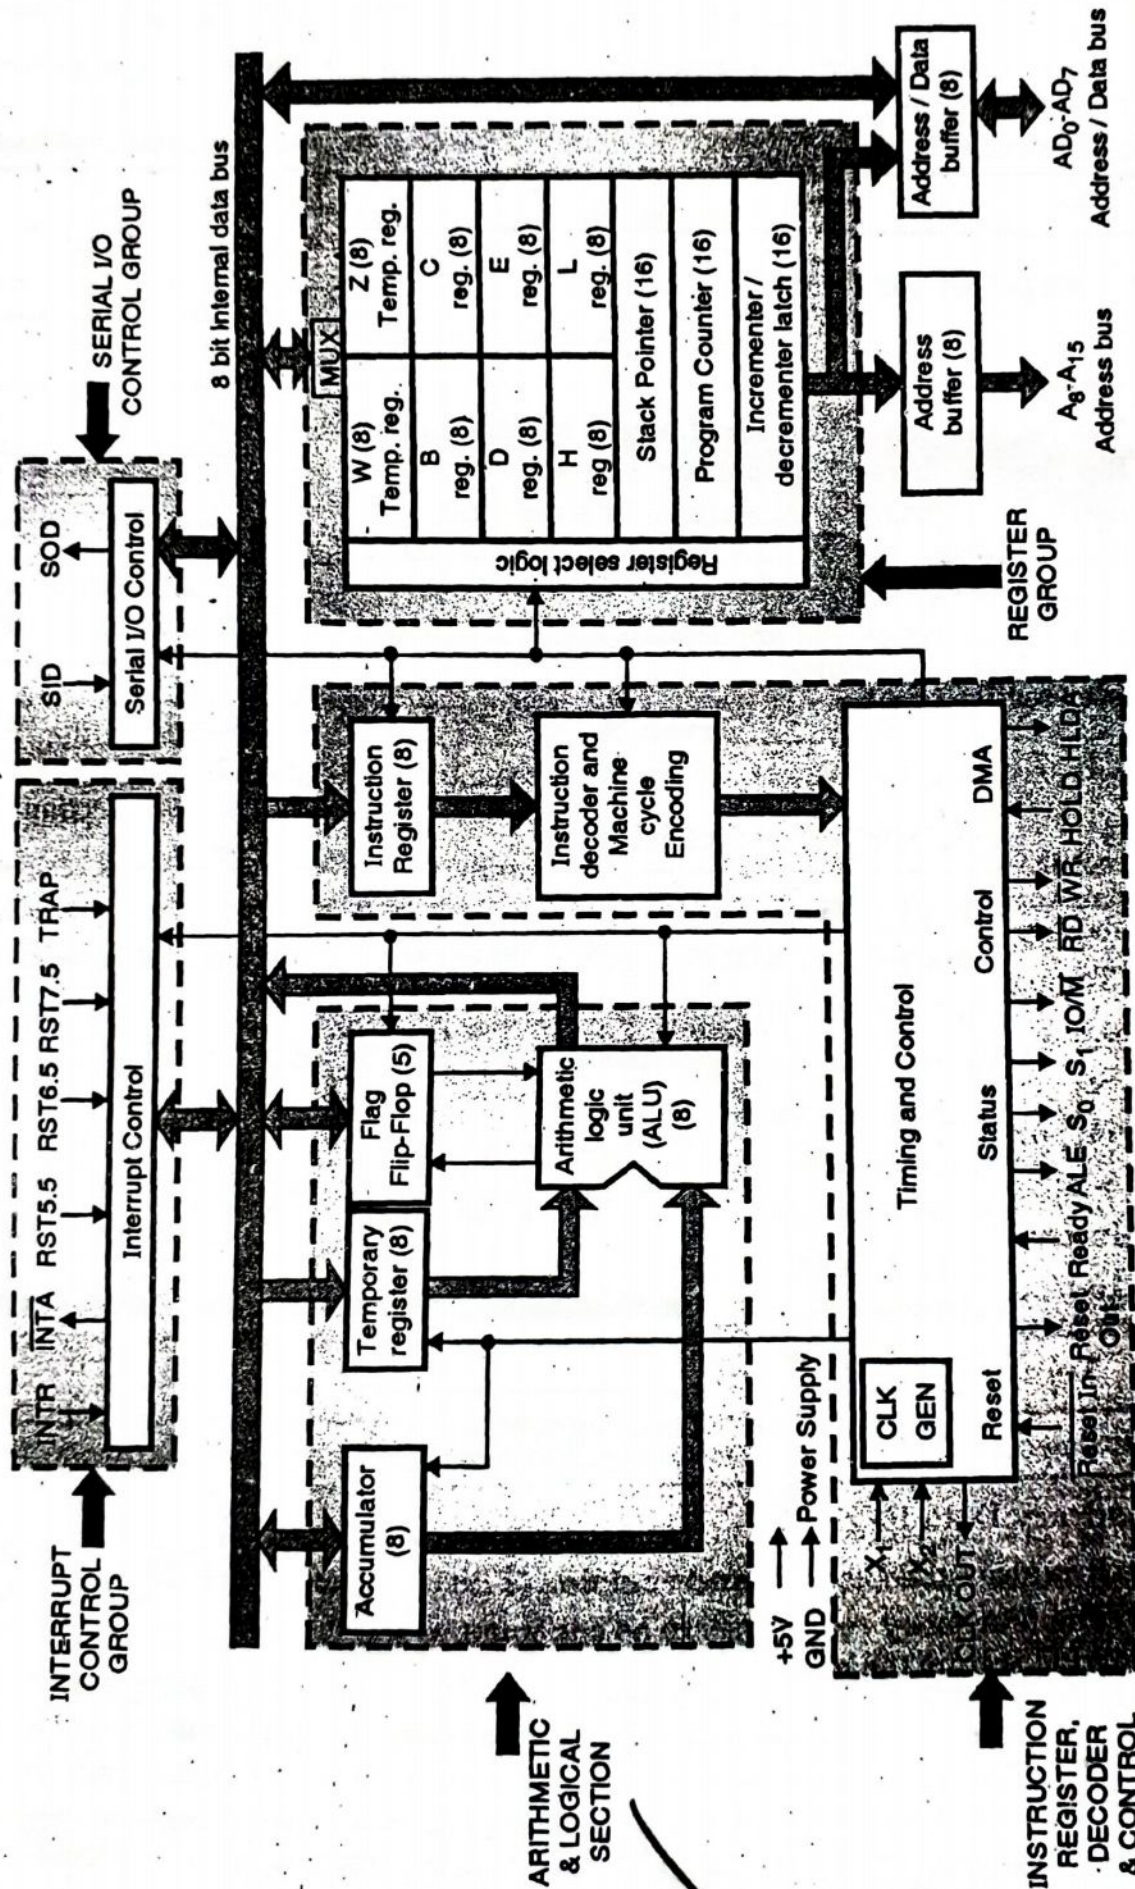 INTERRUPT
CONTROL
GROUP
INTR INTA RST5.5 RST6.5 RST7.5 TRAP
Interrupt Control
SID SOD
Serial I/O Control
SERIAL I/O
CONTROL GROUP
8 bit Internal data bus
ARITHMETIC
& LOGICAL
SECTION
Accumulator
(8)
Temporary
register (8)
Flag
Flip-Flop (5)
Arithmetic
logic
unit
(ALU)
(8)
Instruction
Register (8)
Instruction
decoder and
Machine
cycle
Encoding
MUX
Register select logic
W (8)
Temp. reg.
Z (8)
Temp. reg.
B
reg. (8)
C
reg. (8)
D
reg. (8)
E
reg. (8)
H
reg (8)
L
reg. (8)
Stack Pointer (16)
Program Counter (16)
Incrementer /
decrementer latch (16)
REGISTER
GROUP
Address
buffer (8)
Address / Data
buffer (8)
A8-A15
Address bus
AD0-AD7
Address / Data bus
+5V
GND
Power Supply
X1
X2
CLK OUT
CLK
GEN
Timing and Control
Reset
Status
Control
DMA
Reset In Reset Ready ALE S0 S1 IO/M RD WR HOLD HLDA
Out
INSTRUCTION
REGISTER,
DECODER
& CONTROL